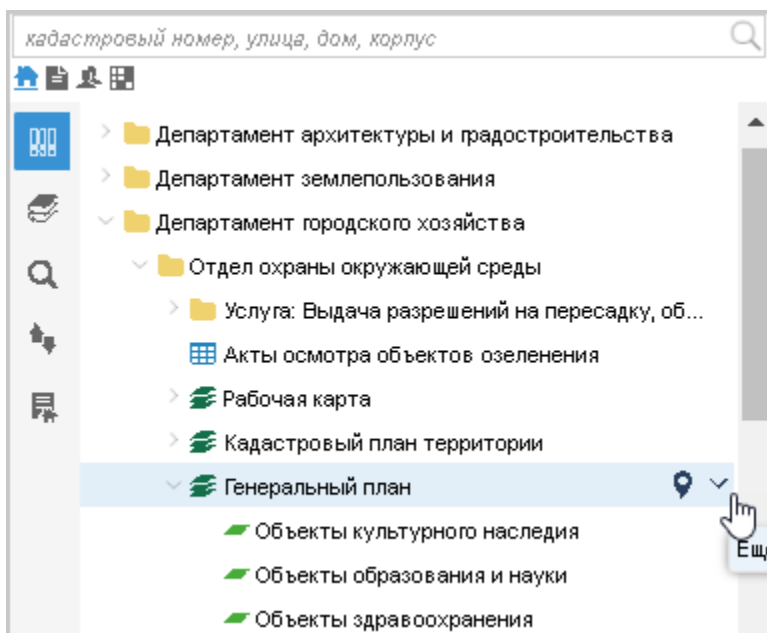 кадастровый номер, улица, дом, корпус
Департамент архитектуры и градостроительства
Департамент землепользования
Департамент городского хозяйства
Отдел охраны окружающей среды
Услуга: Выдача разрешений на пересадку, об...
Акты осмотра объектов озеленения
Рабочая карта
Кадастровый план территории
Генеральный план
Ещ
Объекты культурного наследия
Объекты образования и науки
Объекты здравоохранения